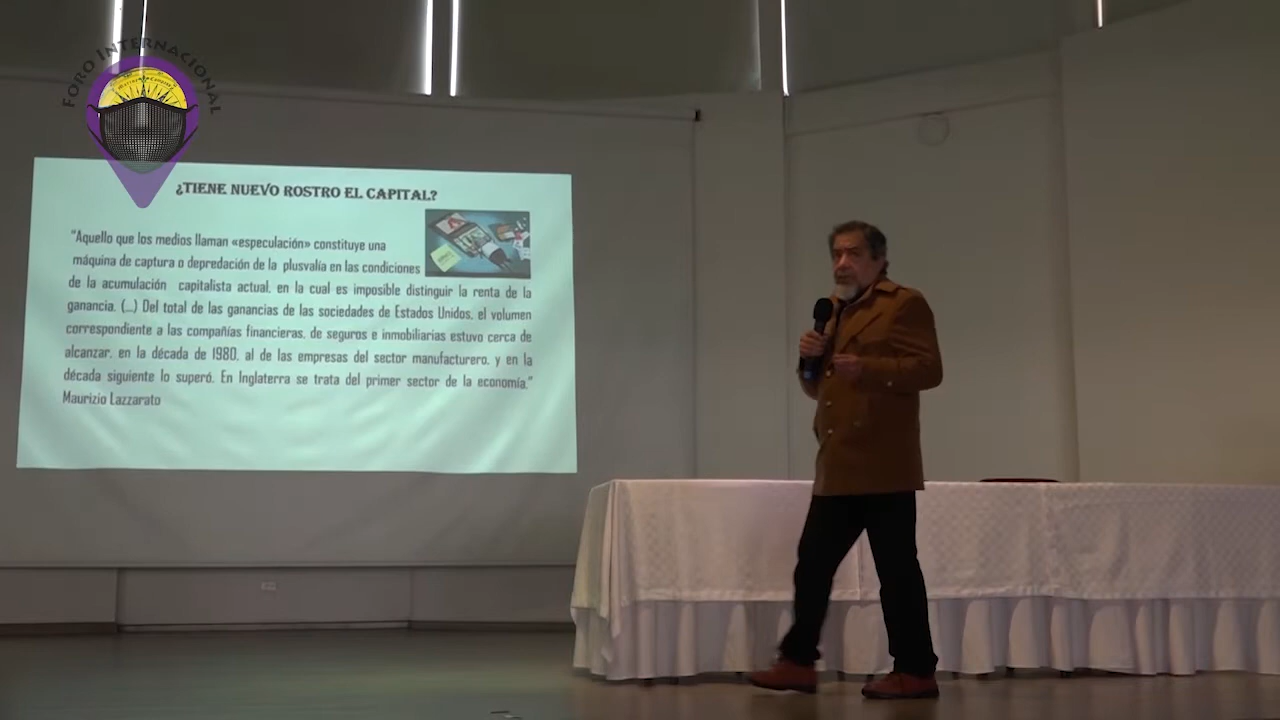 FORO INTERNACIONAL
¿TIENE NUEVO ROSTRO EL CAPITAL?
"Aquello que los medios llaman «especulación» constituye una
máquina de captura o depredación de la plusvalía en las condiciones
de la acumulación capitalista actual, en la cual es imposible distinguir la renta de la
ganancia. (...) Del total de las ganancias de las sociedades de Estados Unidos, el volumen
correspondiente a las compañías financieras, de seguros e inmobiliarias estuvo cerca de
alcanzar, en la década de 1980, al de las empresas del sector manufacturero, y en la
década siguiente lo superó. En Inglaterra se trata del primer sector de la economía."
Maurizio Lazzarato